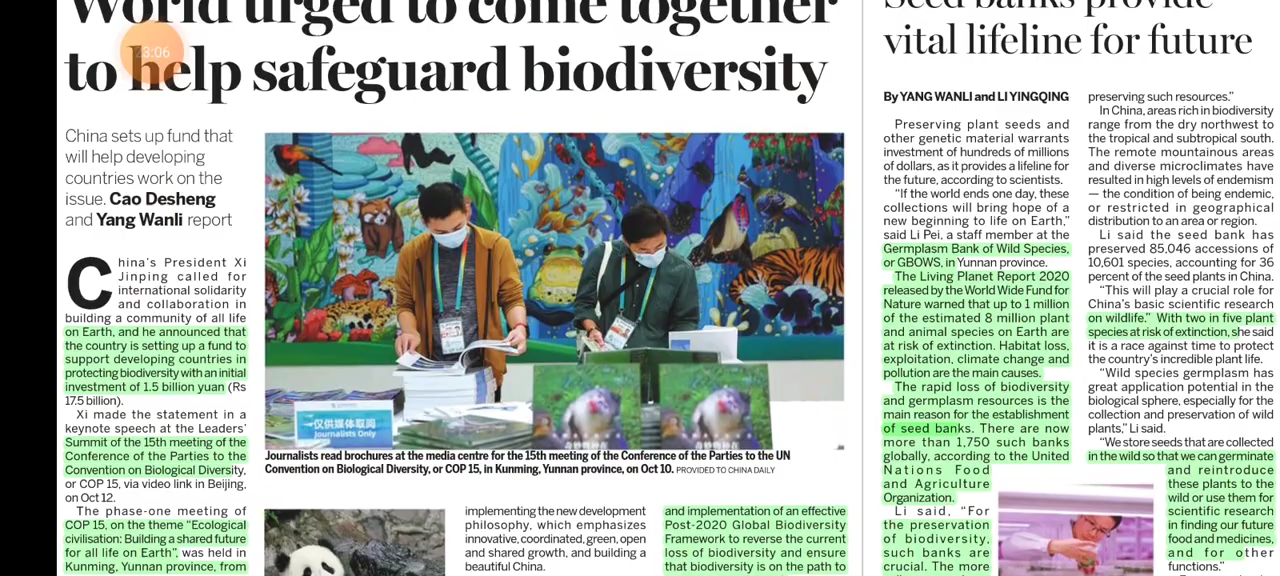 World urged to come together
to help safeguard biodiversity
23:06
China sets up fund that
will help developing
countries work on the
issue. Cao Desheng
and Yang Wanli report
China's President Xi
Jinping called for
international solidarity
and collaboration in
building a community of all life
on Earth, and he announced that
the country is setting up a fund to
support developing countries in
protecting biodiversity with an initial
investment of 1.5 billion yuan (Rs
17.5 billion).
Xi made the statement in a
keynote speech at the Leaders'
Summit of the 15th meeting of the
Conference of the Parties to the
Convention on Biological Diversity,
or COP 15, via video link in Beijing,
on Oct 12.
The phase-one meeting of
COP 15, on the theme "Ecological
civilisation: Building a shared future
for all life on Earth", was held in
Kunming, Yunnan province, from
仅供媒体取阅
Journalists Only
Journalists read brochures at the media centre for the 15th meeting of the Conference of the Parties to the UN
Convention on Biological Diversity, or COP 15, in Kunming, Yunnan province, on Oct 10. PROVIDED TO CHINA DAILY
implementing the new development
philosophy, which emphasizes
innovative, coordinated, green, open
and shared growth, and building a
beautiful China.
and implementation of an effective
Post-2020 Global Biodiversity
Framework to reverse the current
loss of biodiversity and ensure
that biodiversity is on the path to
Seed banks provide
vital lifeline for future
By YANG WANLI and LI YINGQING
Preserving plant seeds and
other genetic material warrants
investment of hundreds of millions
of dollars, as it provides a lifeline for
the future, according to scientists.
"If the world ends one day, these
collections will bring hope of a
new beginning to life on Earth,"
said Li Pei, a staff member at the
Germplasm Bank of Wild Species,
or GBOWS, in Yunnan province.
The Living Planet Report 2020
released by the World Wide Fund for
Nature warned that up to 1 million
of the estimated 8 million plant
and animal species on Earth are
at risk of extinction. Habitat loss,
exploitation, climate change and
pollution are the main causes.
The rapid loss of biodiversity
and germplasm resources is the
main reason for the establishment
of seed banks. There are now
more than 1,750 such banks
globally, according to the United
Nations Food
and Agriculture
Organization.
Li said, "For
the preservation
of biodiversity,
such banks are
crucial. The more
preserving such resources."
In China, areas rich in biodiversity
range from the dry northwest to
the tropical and subtropical south.
The remote mountainous areas
and diverse microclimates have
resulted in high levels of endemism
— the condition of being endemic,
or restricted in geographical
distribution to an area or region.
Li said the seed bank has
preserved 85,046 accessions of
10,601 species, accounting for 36
percent of the seed plants in China.
"This will play a crucial role for
China's basic scientific research
on wildlife." With two in five plant
species at risk of extinction, she said
it is a race against time to protect
the country's incredible plant life.
"Wild species germplasm has
great application potential in the
biological sphere, especially for the
collection and preservation of wild
plants," Li said.
"We store seeds that are collected
in the wild so that we can germinate
and reintroduce
these plants to the
wild or use them for
scientific research
in finding our future
food and medicines,
and for other
functions."